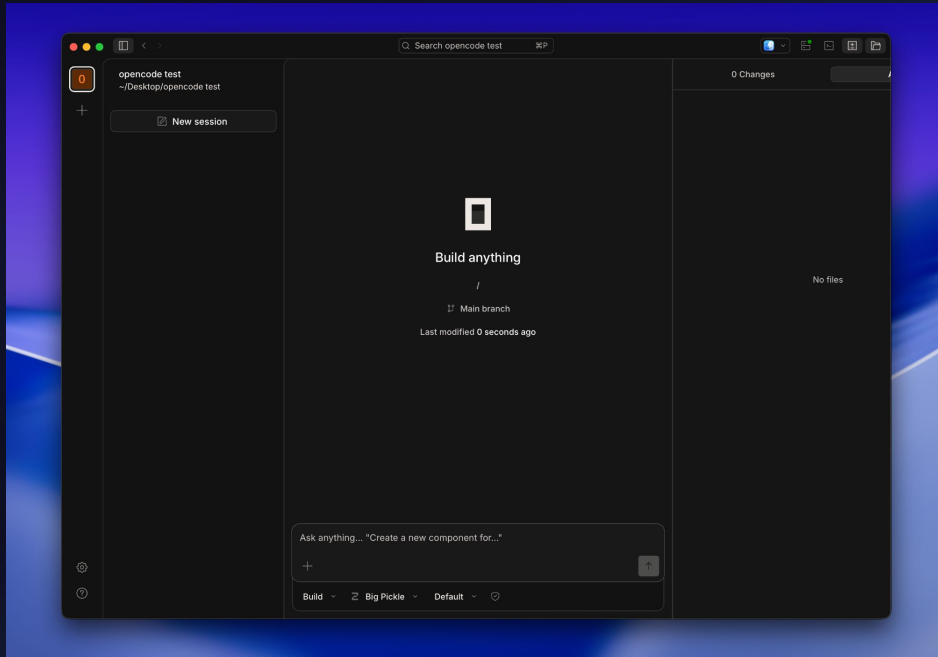 Search opencode test ⌘P
O
opencode test
~/Desktop/opencode test
New session
Build anything
/
Main branch
Last modified 0 seconds ago
Ask anything... "Create a new component for..."
Build
Big Pickle
Default
0 Changes
No files